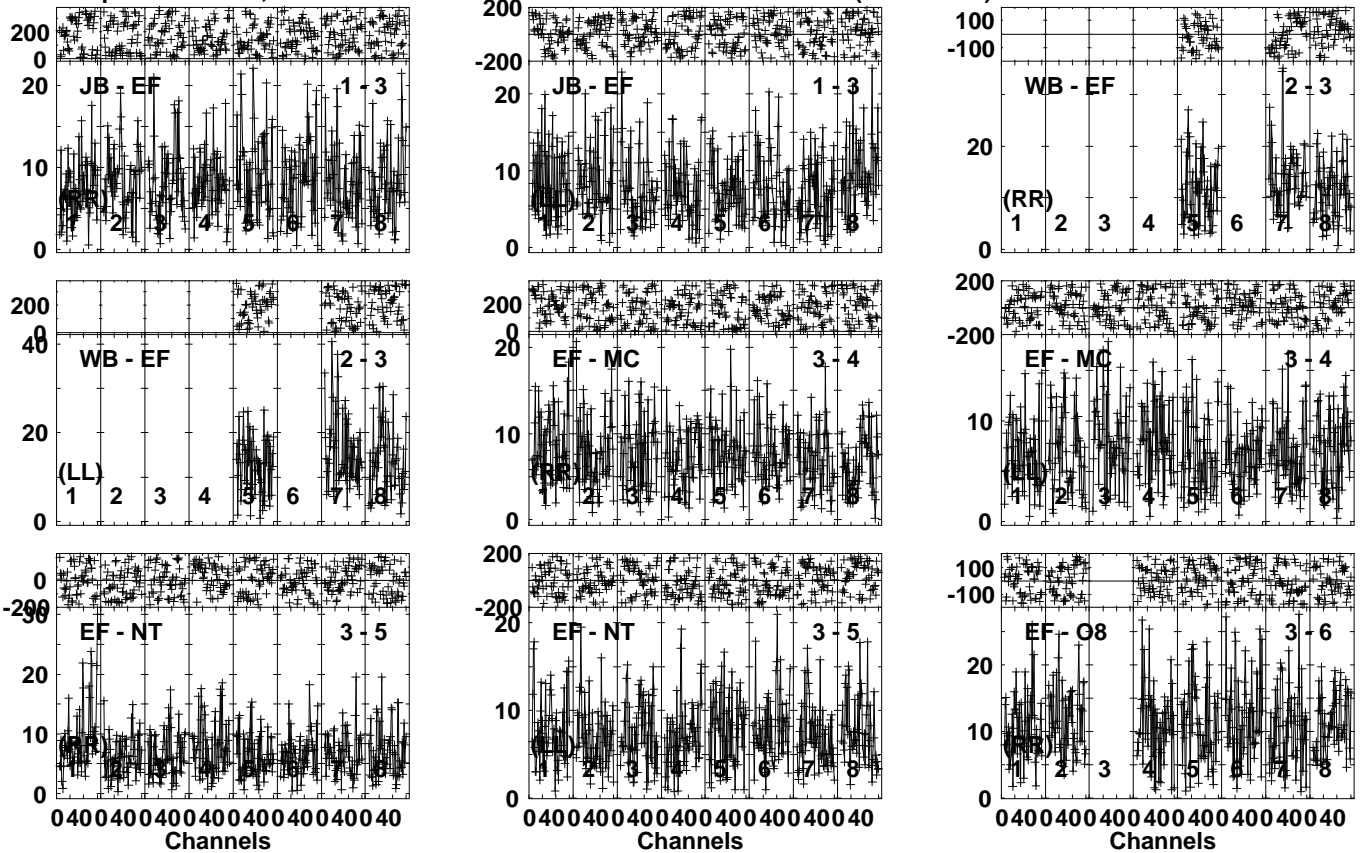 200 0 200 -200 100 -100
20 10 0 JB - EF 1 - 3 (RR) 1 2 3 4 5 6 7 8
20 10 0 JB - EF 1 - 3 (LL) 1 2 3 4 5 6 7 8
20 0 WB - EF 2 - 3 (RR) 1 2 3 4 5 6 7 8
200 0 200 0 200 -200
40 20 0 WB - EF 2 - 3 (LL) 1 2 3 4 5 6 7 8
20 10 0 EF - MC 3 - 4 (RR) 1 2 3 4 5 6 7 8
10 0 EF - MC 3 - 4 (LL) 1 2 3 4 5 6 7 8
0 -200 200 -200 100 -100
30 20 10 0 EF - NT 3 - 5 (RR) 1 2 3 4 5 6 7 8
20 10 0 EF - NT 3 - 5 (LL) 1 2 3 4 5 6 7 8
20 10 0 EF - O8 3 - 6 (RR) 1 2 3 4 5 6 7 8
0 40 0 40 0 40 0 40 0 40 0 40 0 40 0 40
0 40 0 40 0 40 0 40 0 40 0 40 0 40 0 40
0 40 0 40 0 40 0 40 0 40 0 40 0 40 0 40
Channels Channels Channels